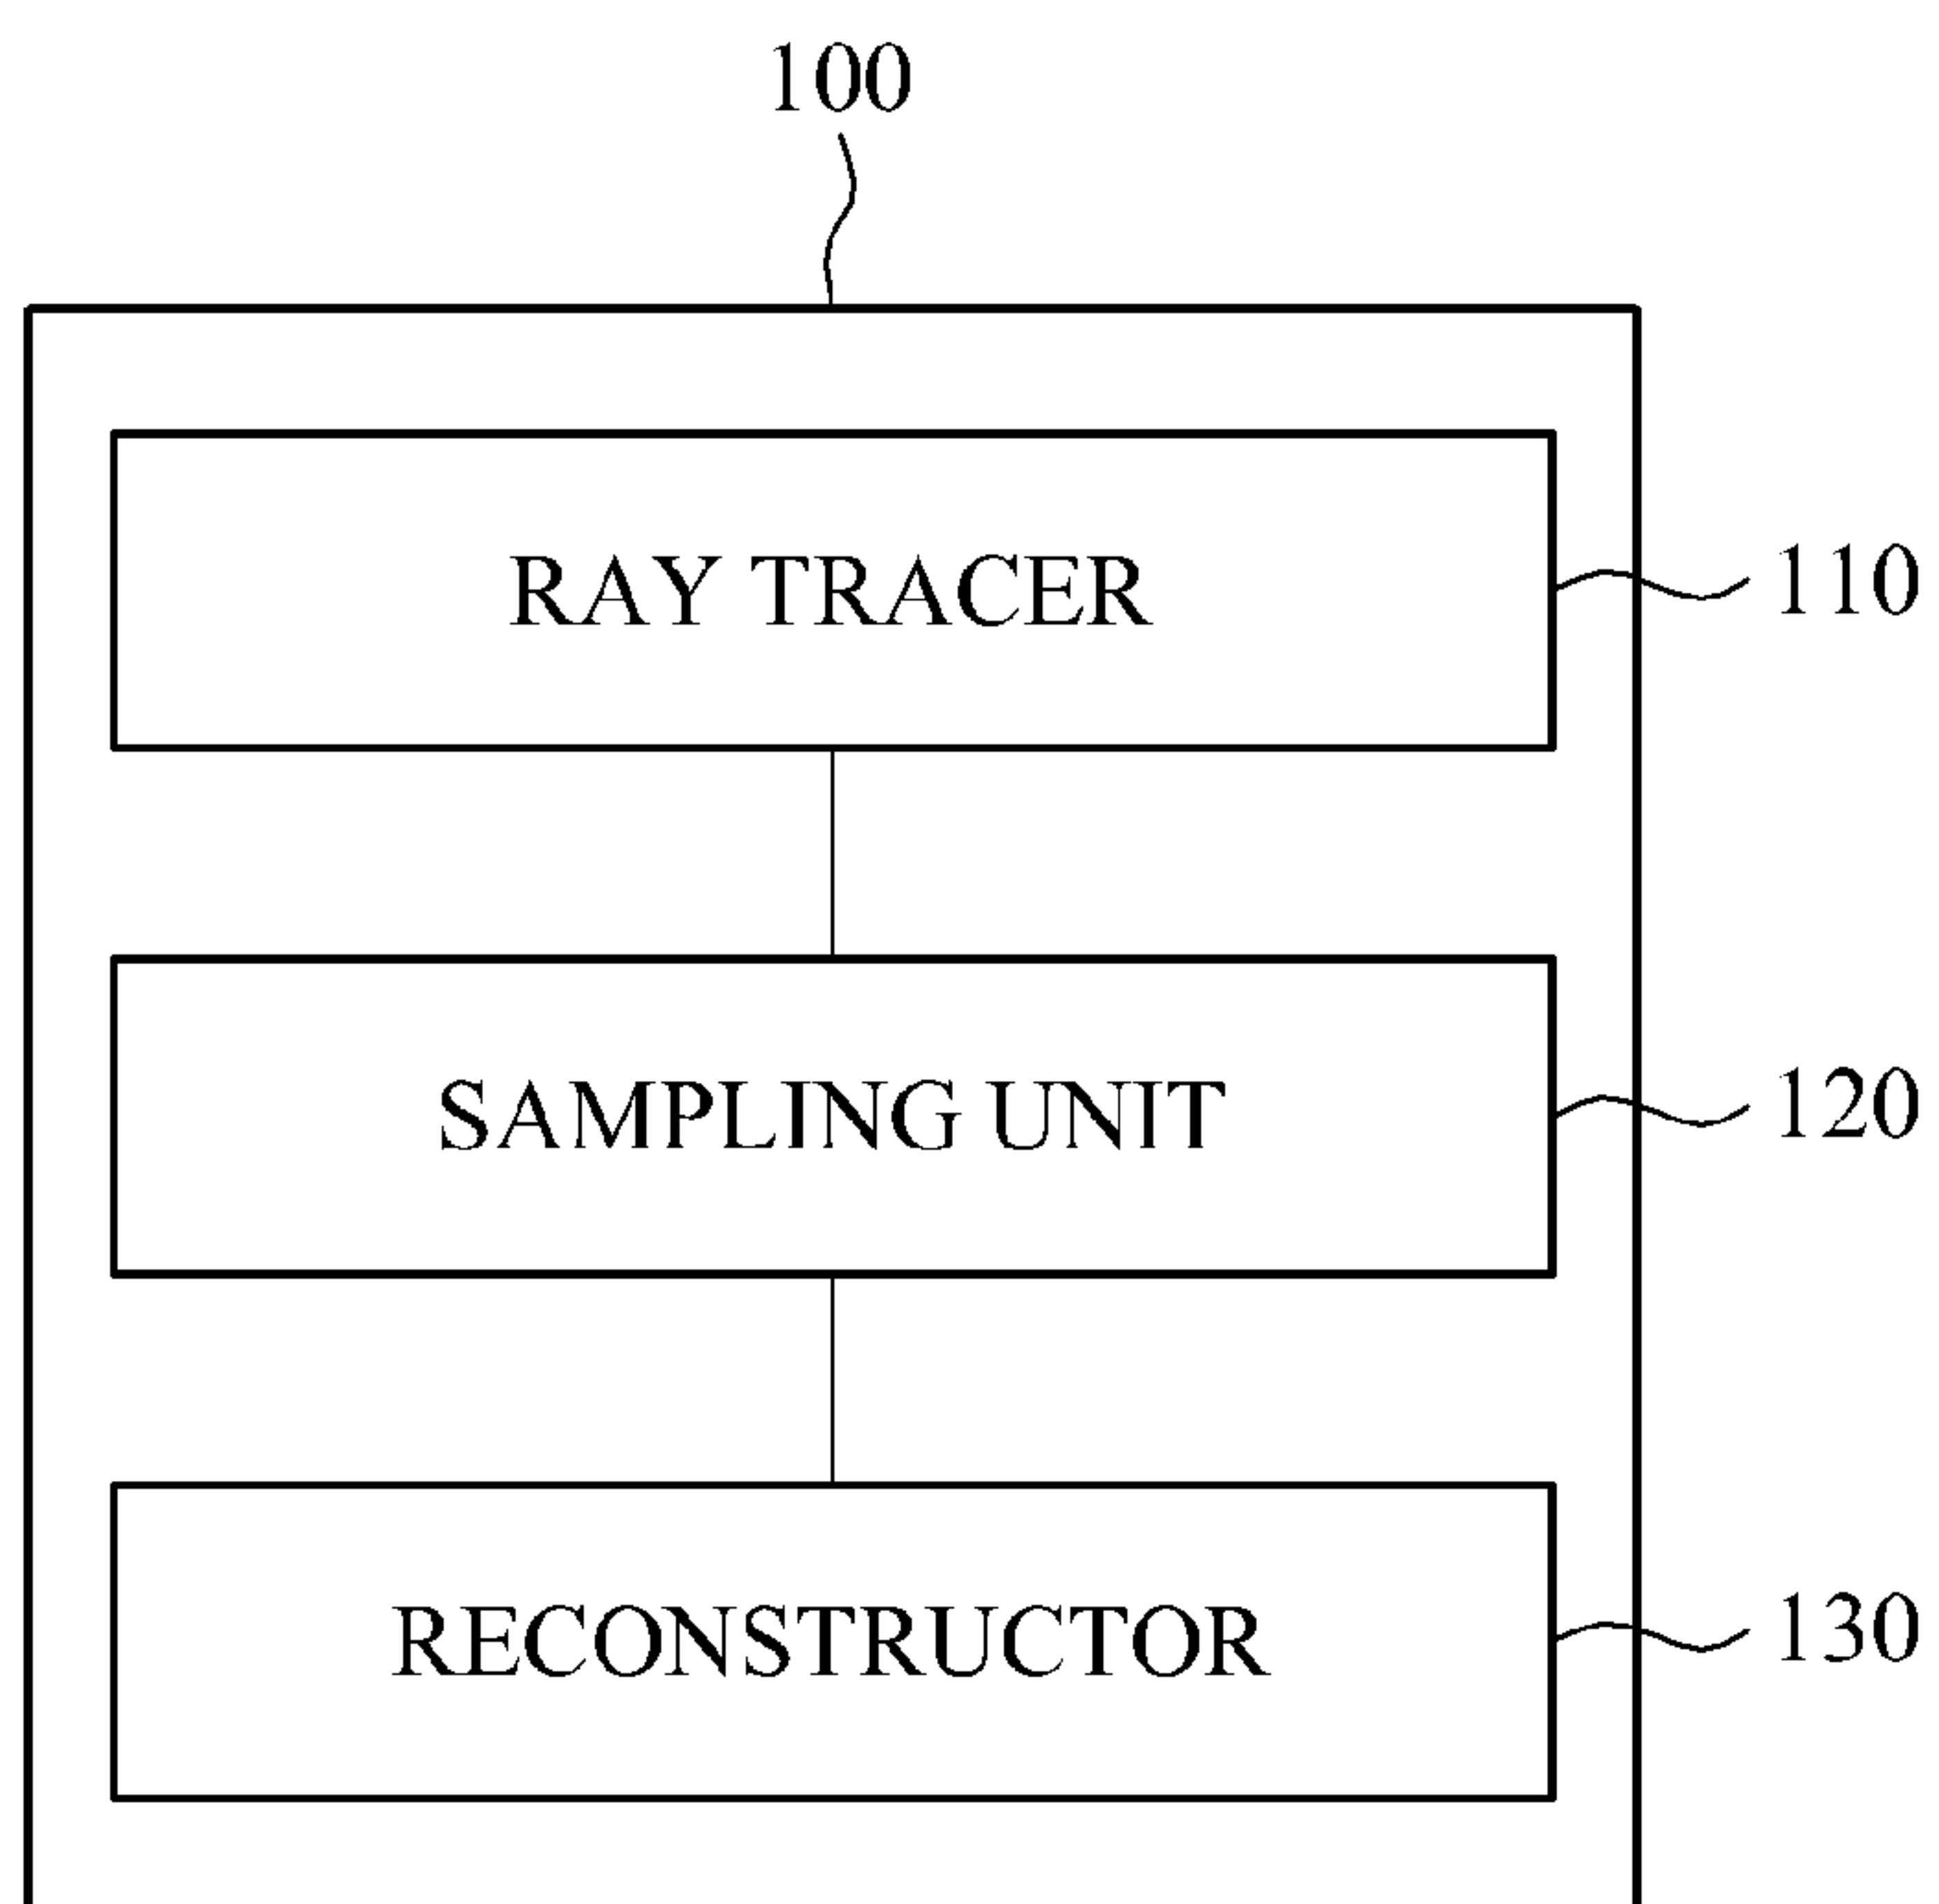 100
RAY TRACER
110
SAMPLING UNIT
120
RECONSTRUCTOR
130